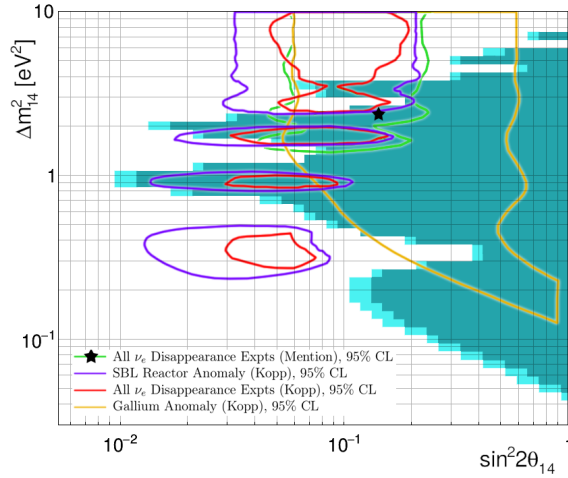 10
Δm²₁₄ [eV²]
1
10⁻¹
All νₑ Disappearance Expts (Mention), 95% CL
SBL Reactor Anomaly (Kopp), 95% CL
All νₑ Disappearance Expts (Kopp), 95% CL
Gallium Anomaly (Kopp), 95% CL
10⁻² 10⁻¹ 1
sin²2θ₁₄